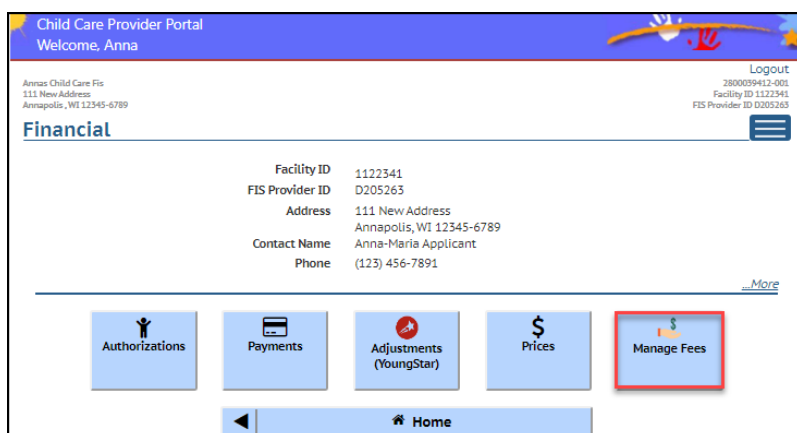 Child Care Provider Portal
Welcome, Anna
Logout
Annas Child Care Fis
111 New Address
Annapolis , WI 12345-6789
2800039412-001
Facility ID 1122341
FIS Provider ID D205263
Financial
Facility ID 1122341
FIS Provider ID D205263
Address 111 New Address
Annapolis, WI 12345-6789
Contact Name Anna-Maria Applicant
Phone (123) 456-7891
...More
Authorizations
Payments
Adjustments
(YoungStar)
$
Prices
$
Manage Fees
Home